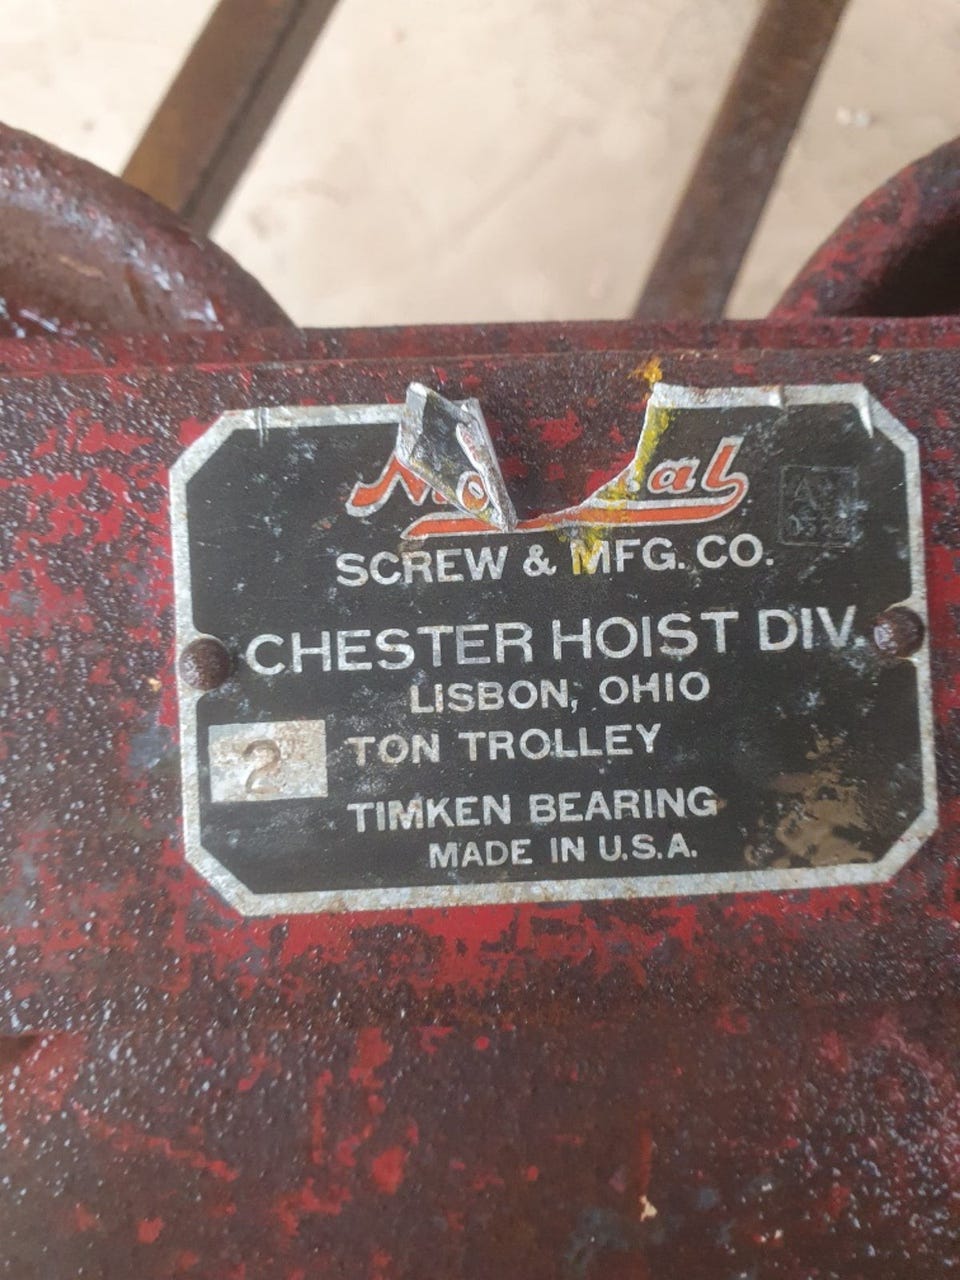 SCREW & MFG. CO.
CHESTER HOIST DIV.
LISBON, OHIO
2 TON TROLLEY
TIMKEN BEARING
MADE IN U.S.A.